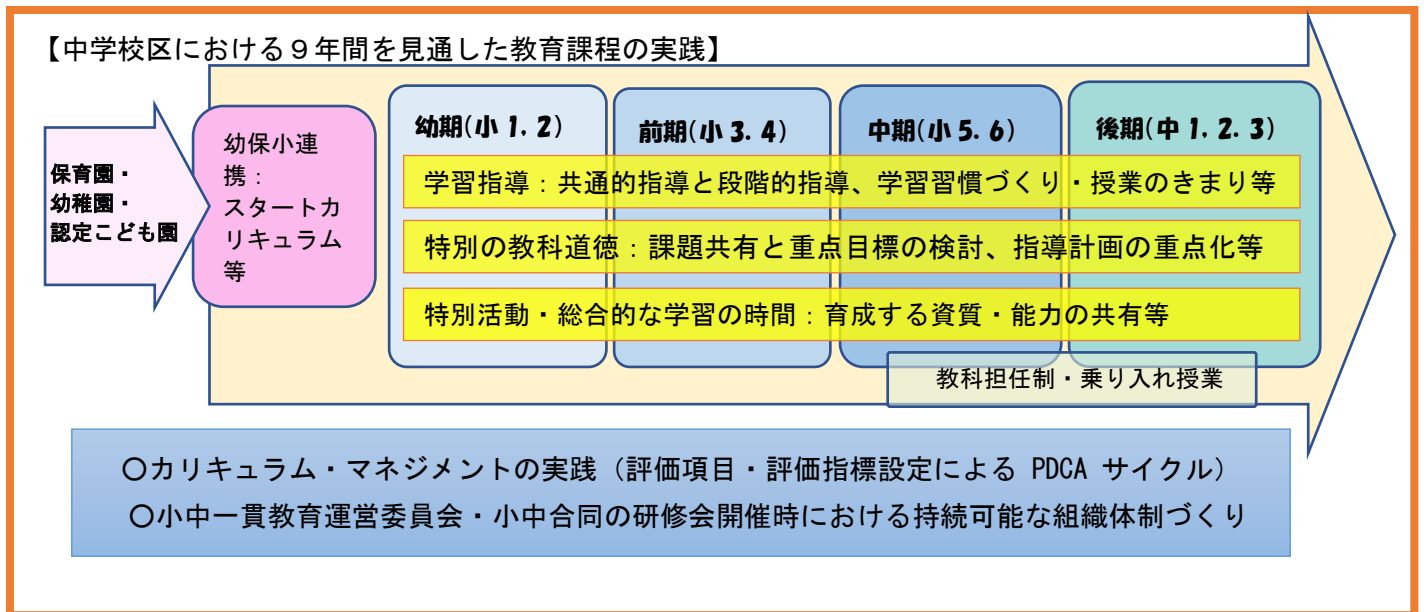 【中学校区における９年間を見通した教育課程の実践】
保育園・
幼稚園・
認定こども園
幼保小連
携：
スタートカ
リキュラム
等
幼期(小 1. 2)
前期(小 3. 4)
中期(小 5. 6)
後期(中 1. 2. 3)
学習指導：共通的指導と段階的指導、学習習慣づくり・授業のきまり等
特別の教科道徳：課題共有と重点目標の検討、指導計画の重点化等
特別活動・総合的な学習の時間：育成する資質・能力の共有等
教科担任制・乗り入れ授業
〇カリキュラム・マネジメントの実践（評価項目・評価指標設定による PDCA サイクル）
〇小中一貫教育運営委員会・小中合同の研修会開催時における持続可能な組織体制づくり